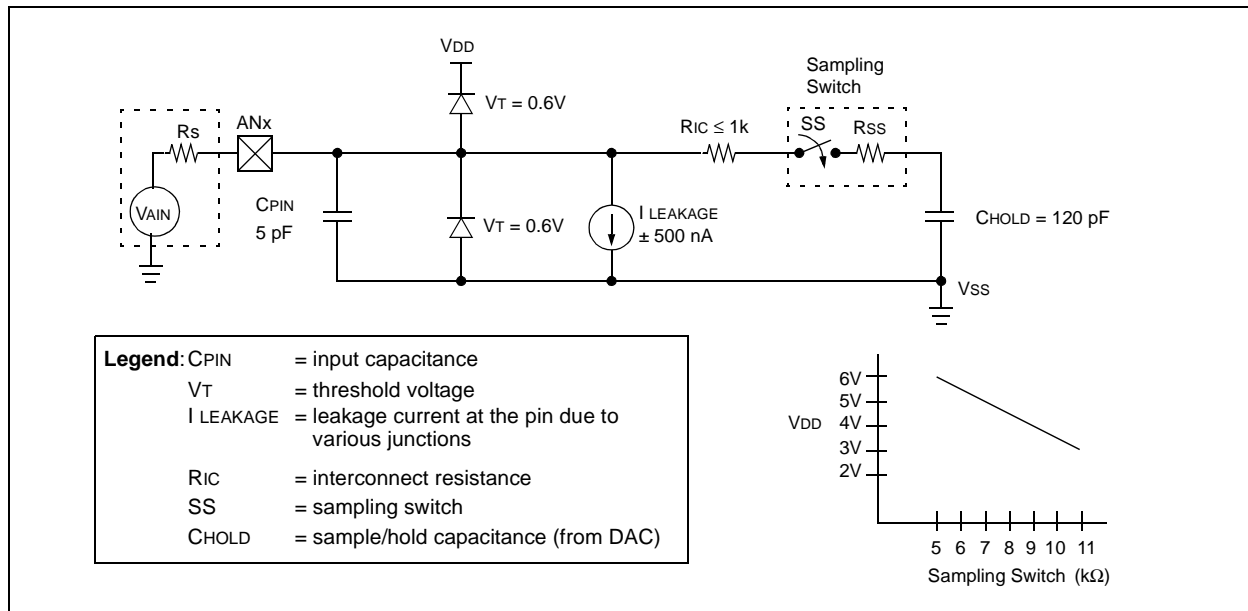 VDD
Sampling
Switch
VT = 0.6V
ANx
Rs
RIC ≤ 1k
SS
RSS
VAIN
CPIN
5 pF
VT = 0.6V
I LEAKAGE
± 500 nA
CHOLD = 120 pF
VSS
Legend: CPIN = input capacitance
VT = threshold voltage
I LEAKAGE = leakage current at the pin due to
various junctions
RIC = interconnect resistance
SS = sampling switch
CHOLD = sample/hold capacitance (from DAC)
6V
5V
VDD
4V
3V
2V
5 6 7 8 9 10 11
Sampling Switch (kΩ)